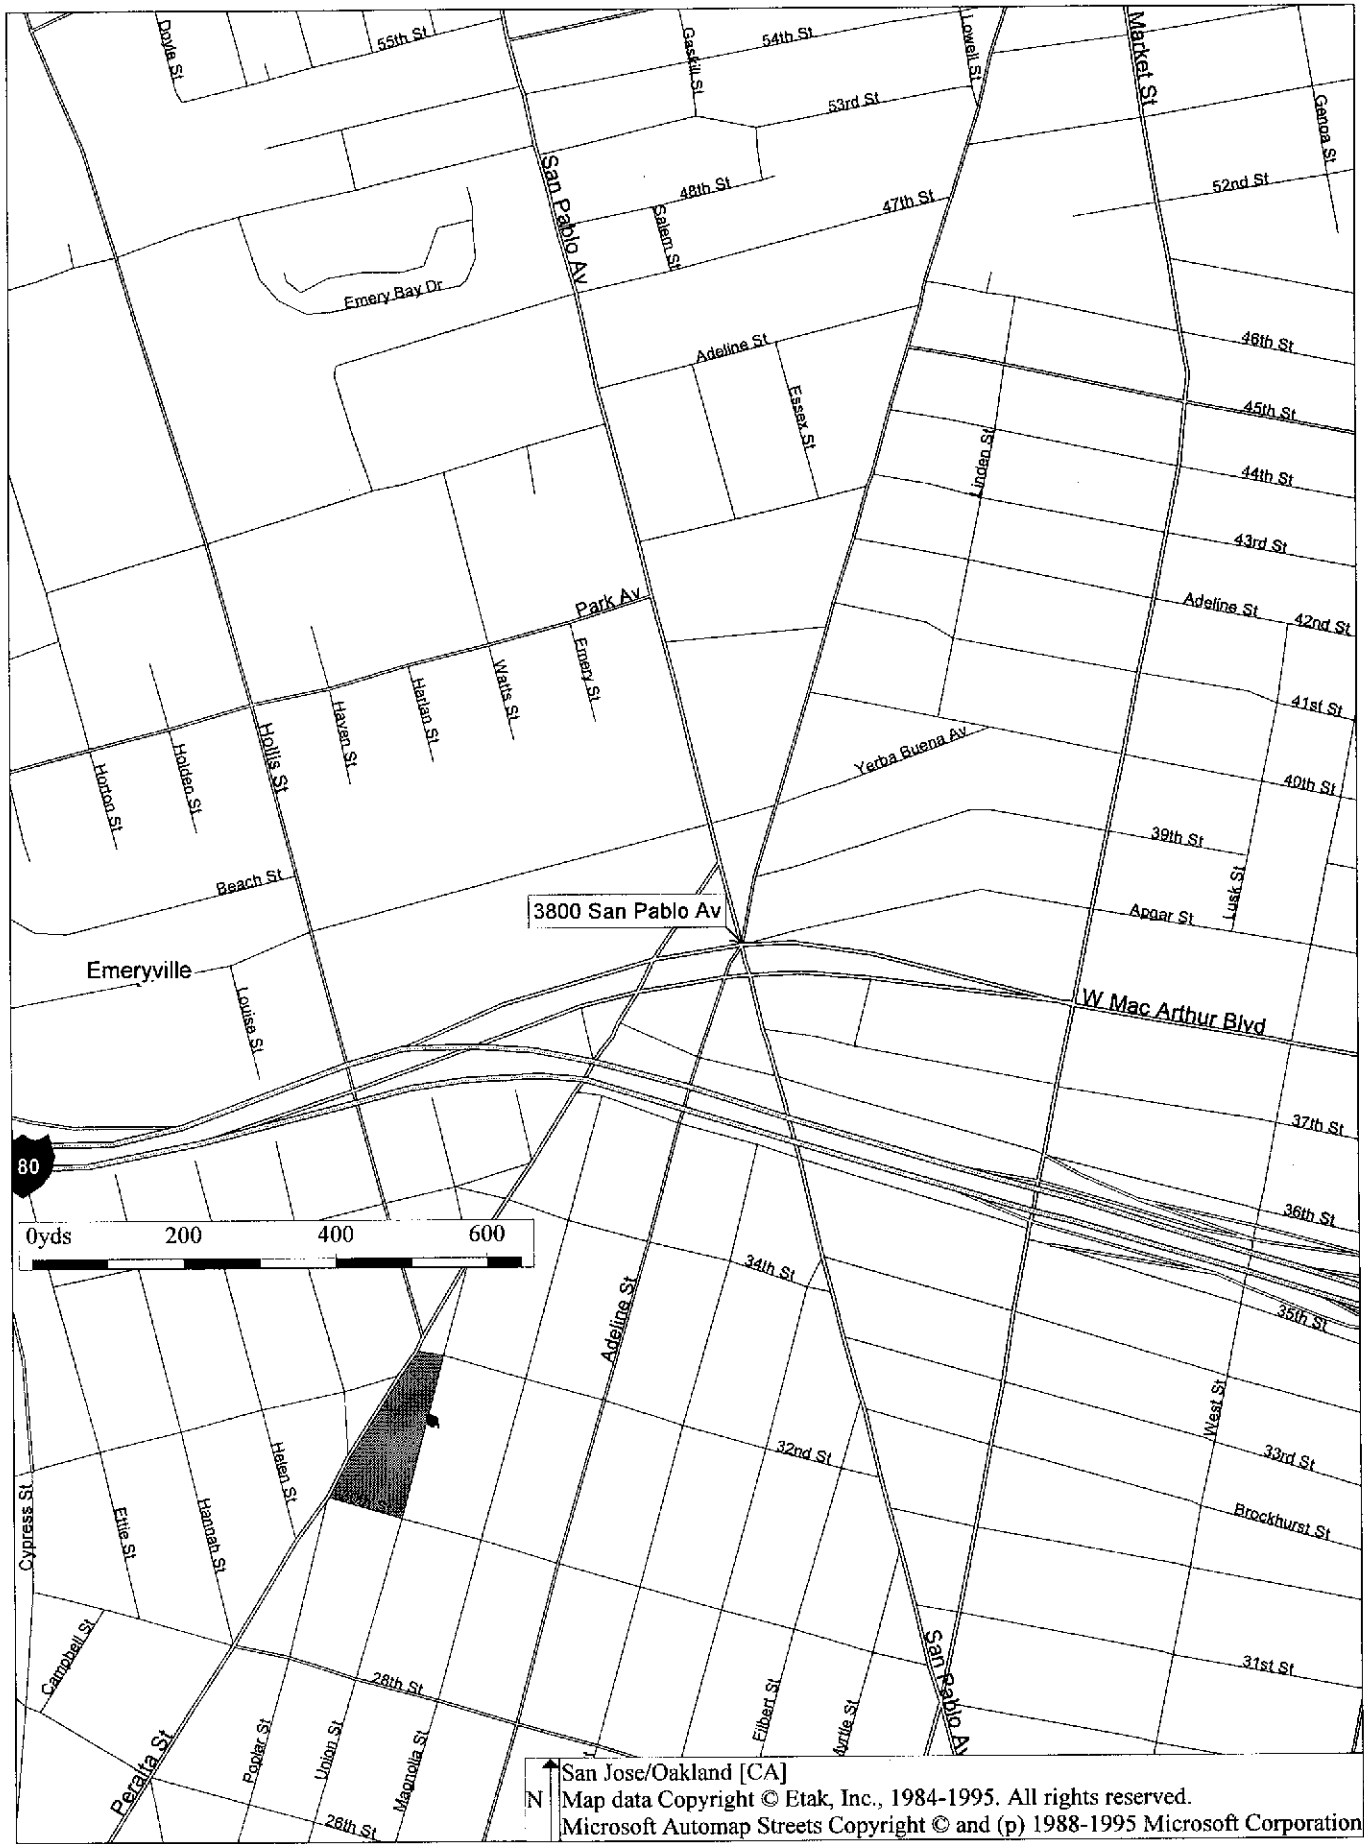 Doyle St
55th St
Gaskill St
54th St
Lowell St
Market St
53rd St
Genoa St
San Pablo Av
48th St
52nd St
47th St
Salem St
Emery Bay Dr
Adeline St
46th St
Essex St
45th St
Linden St
44th St
43rd St
Park Av
Adeline St
42nd St
Emery St
Watts St
Harlan St
Haven St
41st St
Hollis St
Holden St
Horton St
Yerba Buena Av
40th St
39th St
Beach St
Lusk St
3800 San Pablo Av
Apgar St
Emeryville
Louise St
W Mac Arthur Blvd
37th St
80
36th St
0yds 200 400 600
34th St
Adeline St
35th St
West St
32nd St
33rd St
Helen St
Hannah St
Ettie St
Cypress St
Brockhurst St
Campbell St
31st St
San Pablo Av
28th St
Filbert St
Myrtle St
Poplar St
Union St
Magnolia St
Peralta St
26th St
N
San Jose/Oakland [CA]
Map data Copyright © Etak, Inc., 1984-1995. All rights reserved.
Microsoft Automap Streets Copyright © and (p) 1988-1995 Microsoft Corporation